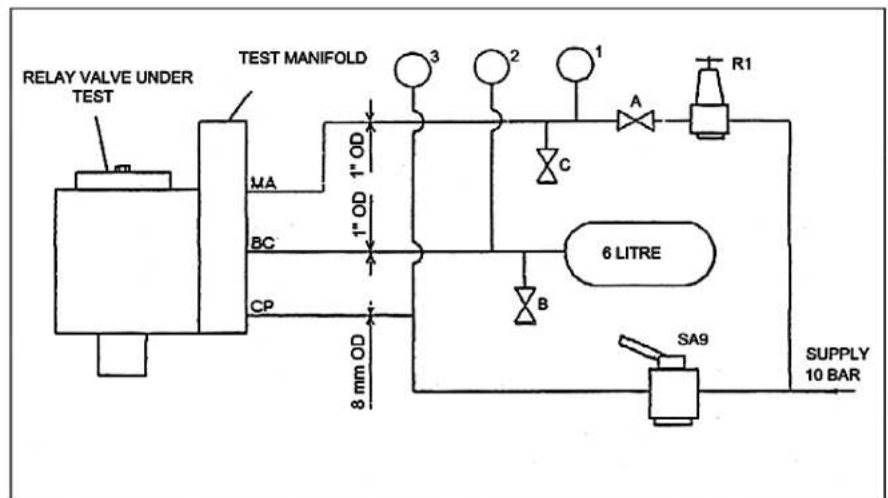 RELAY VALVE UNDER
TEST
TEST MANIFOLD
3
2
1
R1
A
1" OD
C
MA
1" OD
BC
6 LITRE
B
CP
8 mm OD
SA9
SUPPLY
10 BAR